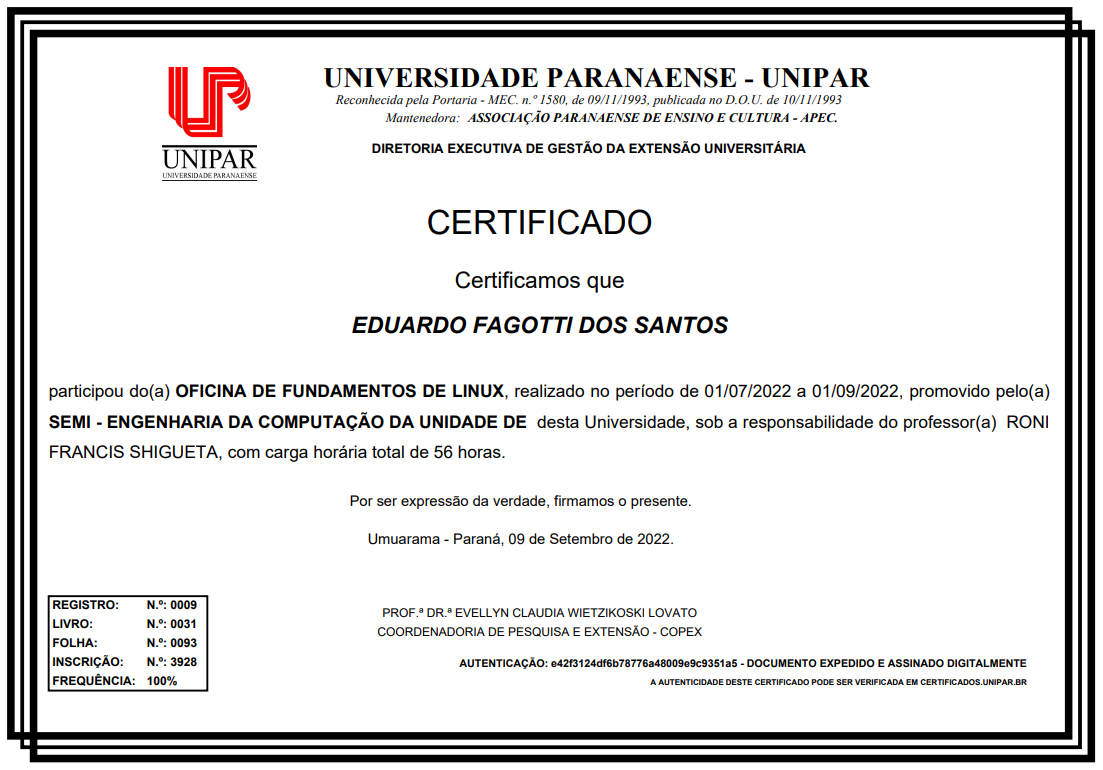 UNIPAR
UNIVERSIDADE PARANAENSE
UNIVERSIDADE PARANAENSE - UNIPAR
Reconhecida pela Portaria - MEC. n.º 1580, de 09/11/1993, publicada no D.O.U. de 10/11/1993
Mantenedora: ASSOCIAÇÃO PARANAENSE DE ENSINO E CULTURA - APEC.
DIRETORIA EXECUTIVA DE GESTÃO DA EXTENSÃO UNIVERSITÁRIA
CERTIFICADO
Certificamos que
EDUARDO FAGOTTI DOS SANTOS
participou do(a) OFICINA DE FUNDAMENTOS DE LINUX, realizado no período de 01/07/2022 a 01/09/2022, promovido pelo(a)
SEMI - ENGENHARIA DA COMPUTAÇÃO DA UNIDADE DE desta Universidade, sob a responsabilidade do professor(a) RONI
FRANCIS SHIGUETA, com carga horária total de 56 horas.
Por ser expressão da verdade, firmamos o presente.
Umuarama - Paraná, 09 de Setembro de 2022.
REGISTRO: N.º: 0009
LIVRO: N.º: 0031
FOLHA: N.º: 0093
INSCRIÇÃO: N.º: 3928
FREQUÊNCIA: 100%
PROF.ª DR.ª EVELLYN CLAUDIA WIETZIKOSKI LOVATO
COORDENADORIA DE PESQUISA E EXTENSÃO - COPEX
AUTENTICAÇÃO: e42f3124df6b78776a48009e9c9351a5 - DOCUMENTO EXPEDIDO E ASSINADO DIGITALMENTE
A AUTENTICIDADE DESTE CERTIFICADO PODE SER VERIFICADA EM CERTIFICADOS.UNIPAR.BR